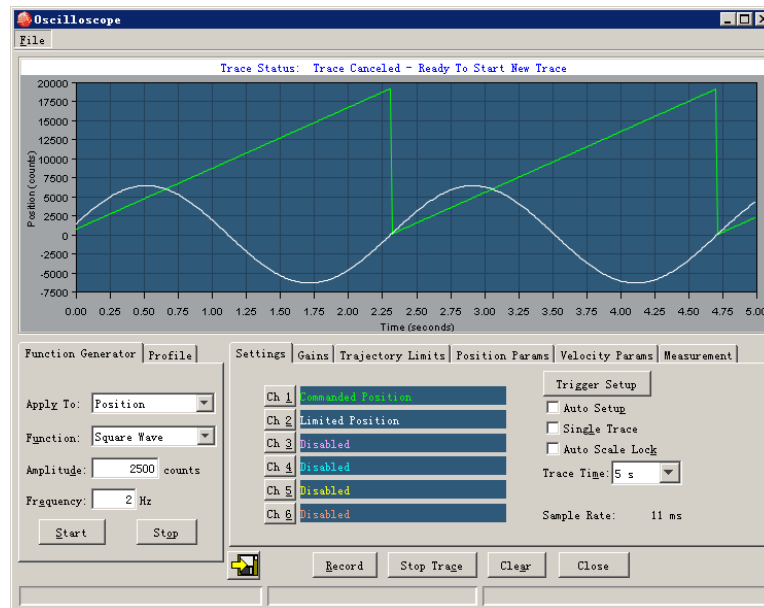 Oscilloscope
File
Trace Status: Trace Canceled - Ready To Start New Trace
Position (counts)
20000
17500
15000
12500
10000
7500
5000
2500
0
-2500
-5000
-7500
0.00 0.25 0.50 0.75 1.00 1.25 1.50 1.75 2.00 2.25 2.50 2.75 3.00 3.25 3.50 3.75 4.00 4.25 4.50 4.75 5.00
Time (seconds)
Function Generator Profile
Apply To: Position
Function: Square Wave
Amplitude: 2500 counts
Frequency: 2 Hz
Start Stop
Settings Gains Trajectory Limits Position Params Velocity Params Measurement
Ch 1 Commanded Position
Ch 2 Limited Position
Ch 3 Disabled
Ch 4 Disabled
Ch 5 Disabled
Ch 6 Disabled
Trigger Setup
Auto Setup
Single Trace
Auto Scale Lock
Trace Time: 5 s
Sample Rate: 11 ms
Record Stop Trace Clear Close